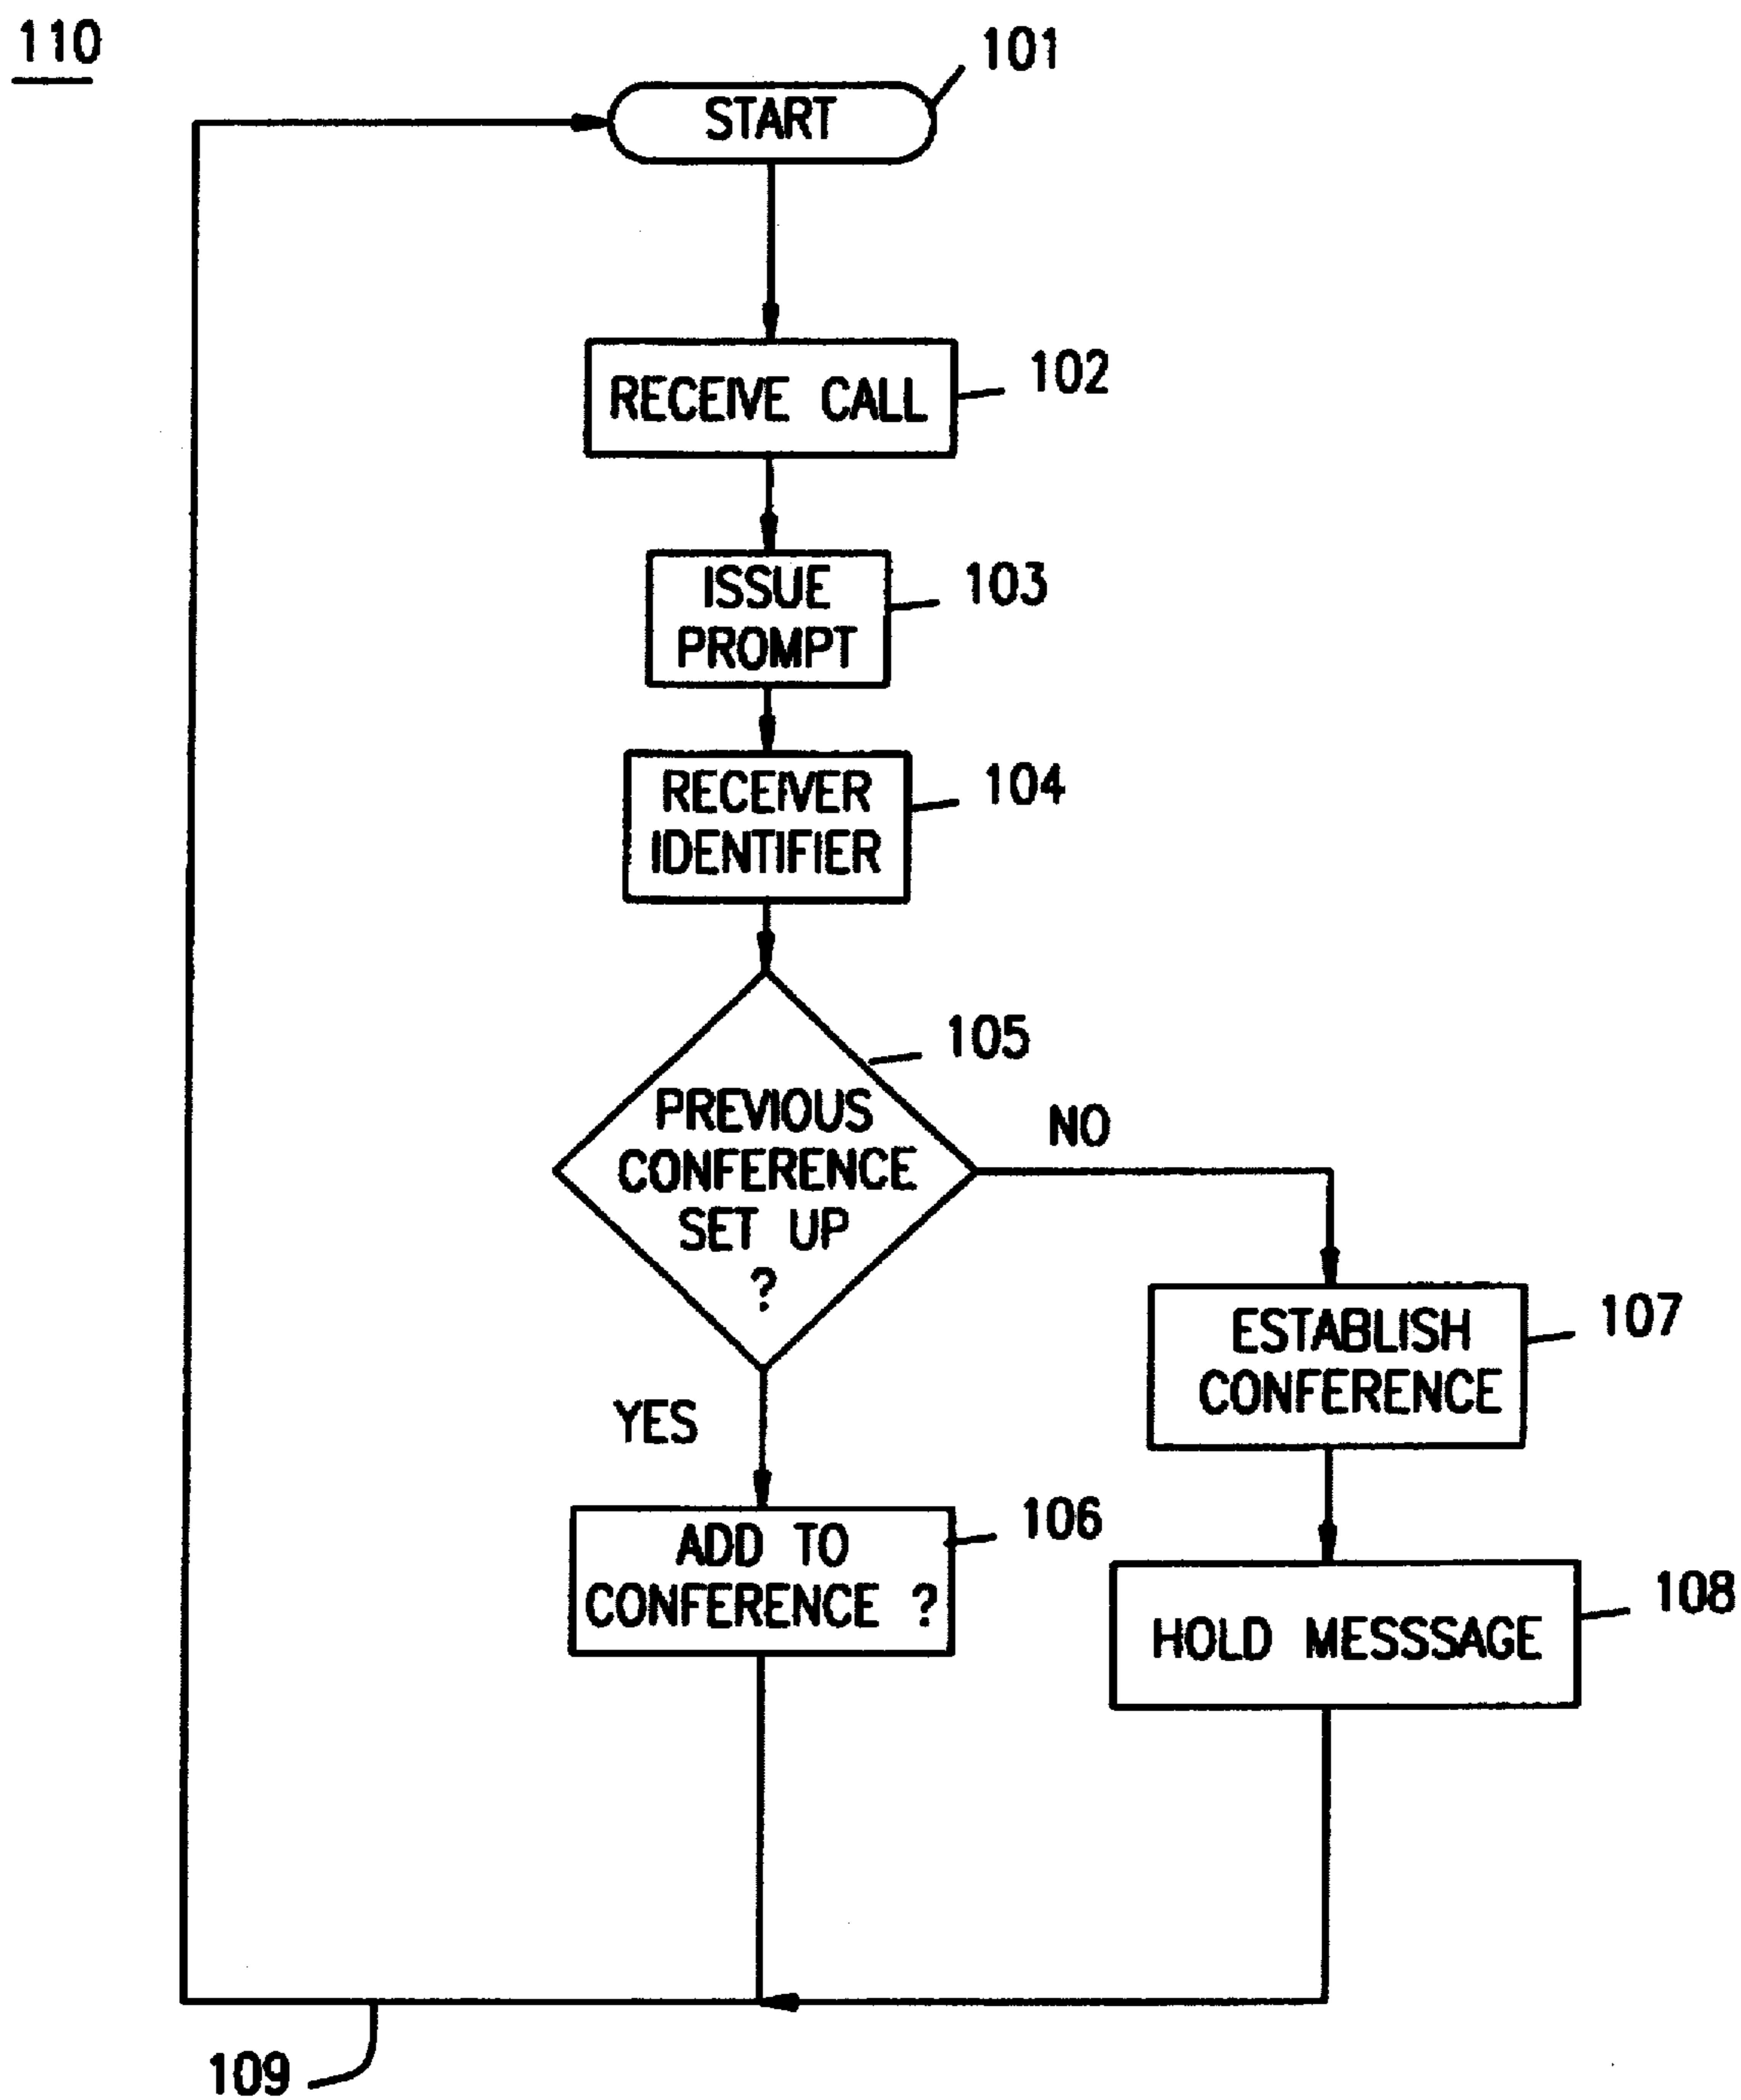 110
101
START
RECEIVE CALL
102
ISSUE
PROMPT
103
RECEIVER
IDENTIFIER
104
105
PREVIOUS
CONFERENCE
SET UP
?
NO
YES
ESTABLISH
CONFERENCE
107
ADD TO
CONFERENCE ?
106
HOLD MESSSAGE
108
109